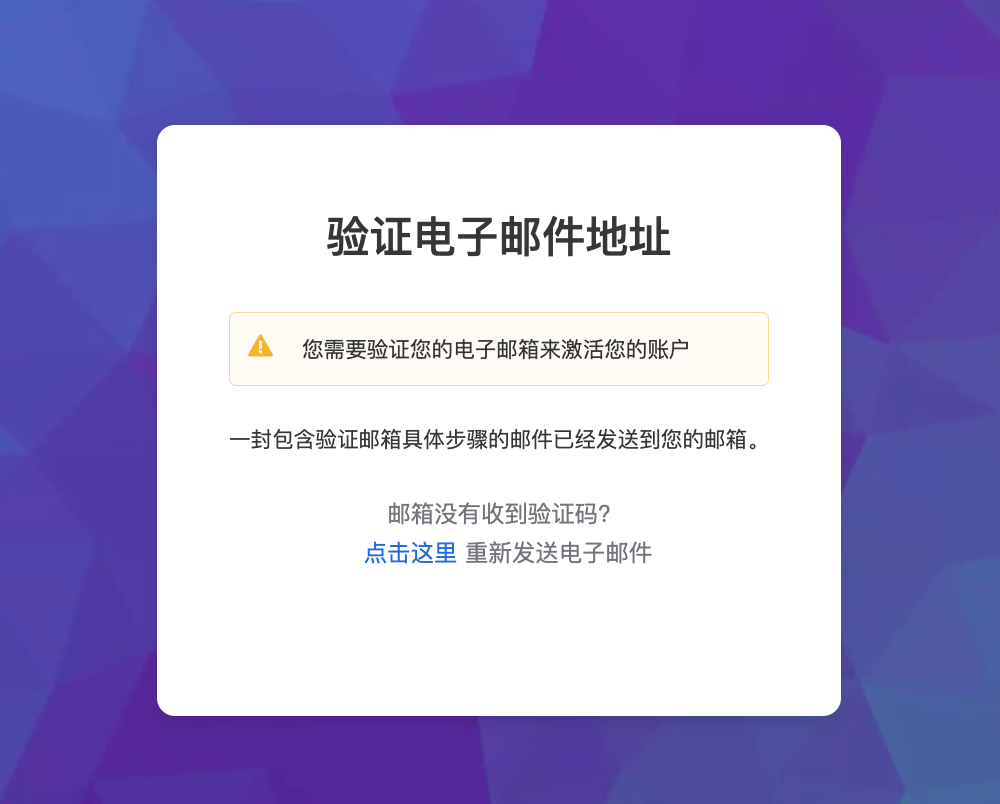 验证电子邮件地址
您需要验证您的电子邮箱来激活您的账户
一封包含验证邮箱具体步骤的邮件已经发送到您的邮箱。
邮箱没有收到验证码?
点击这里 重新发送电子邮件